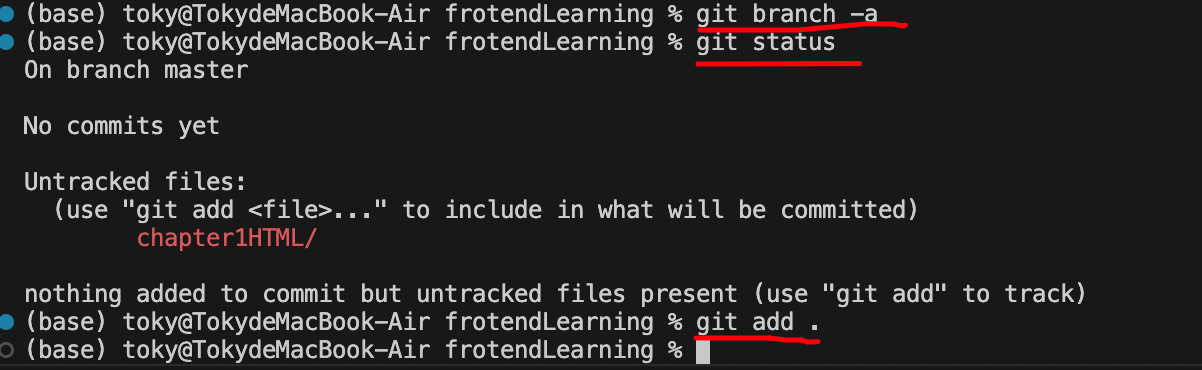 (base) toky@TokydeMacBook-Air frotendLearning % git branch -a
(base) toky@TokydeMacBook-Air frotendLearning % git status
On branch master
No commits yet
Untracked files:
(use "git add <file>..." to include in what will be committed)
chapter1HTML/
nothing added to commit but untracked files present (use "git add" to track)
(base) toky@TokydeMacBook-Air frotendLearning % git add .
(base) toky@TokydeMacBook-Air frotendLearning %